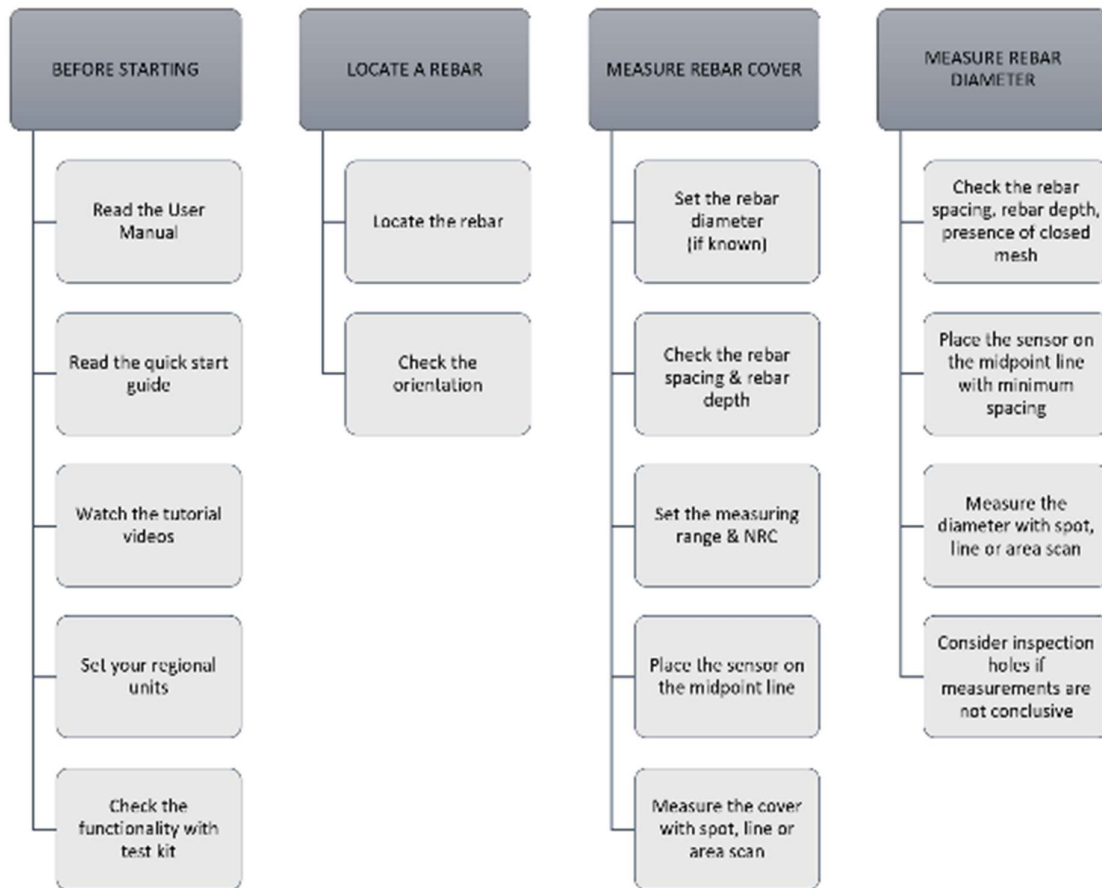 BEFORE STARTING
Read the User
Manual
Read the quick start
guide
Watch the tutorial
videos
Set your regional
units
Check the
functionality with
test kit
LOCATE A REBAR
Locate the rebar
Check the
orientation
MEASURE REBAR COVER
Set the rebar
diameter
(if known)
Check the rebar
spacing & rebar
depth
Set the measuring
range & NRC
Place the sensor on
the midpoint line
Measure the cover
with spot, line or
area scan
MEASURE REBAR
DIAMETER
Check the rebar
spacing, rebar depth,
presence of closed
mesh
Place the sensor on
the midpoint line
with minimum
spacing
Measure the
diameter with spot,
line or area scan
Consider inspection
holes if
measurements are
not conclusive